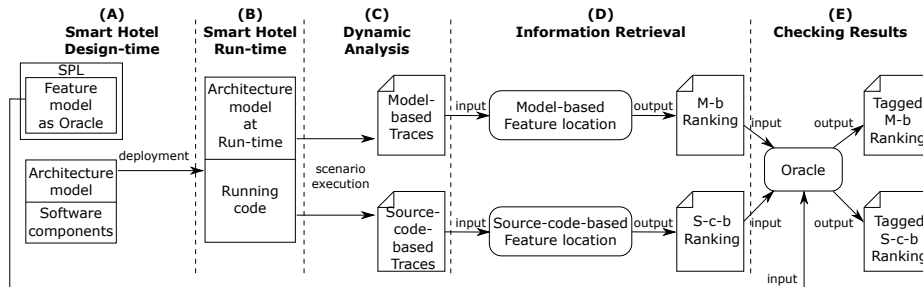 (A)
Smart Hotel
Design-time
(B)
Smart Hotel
Run-time
(C)
Dynamic
Analysis
(D)
Information Retrieval
(E)
Checking Results
SPL
Feature
model
as Oracle
Architecture
model
Software
components
deployment
Architecture
model
at
Run-time
Running
code
scenario
execution
Model-
based
Traces
Source-
code-
based
Traces
input
Model-based
Feature location
output
M-b
Ranking
input
Source-code-based
Feature location
output
S-c-b
Ranking
input
input
Oracle
output
output
input
Tagged
M-b
Ranking
Tagged
S-c-b
Ranking